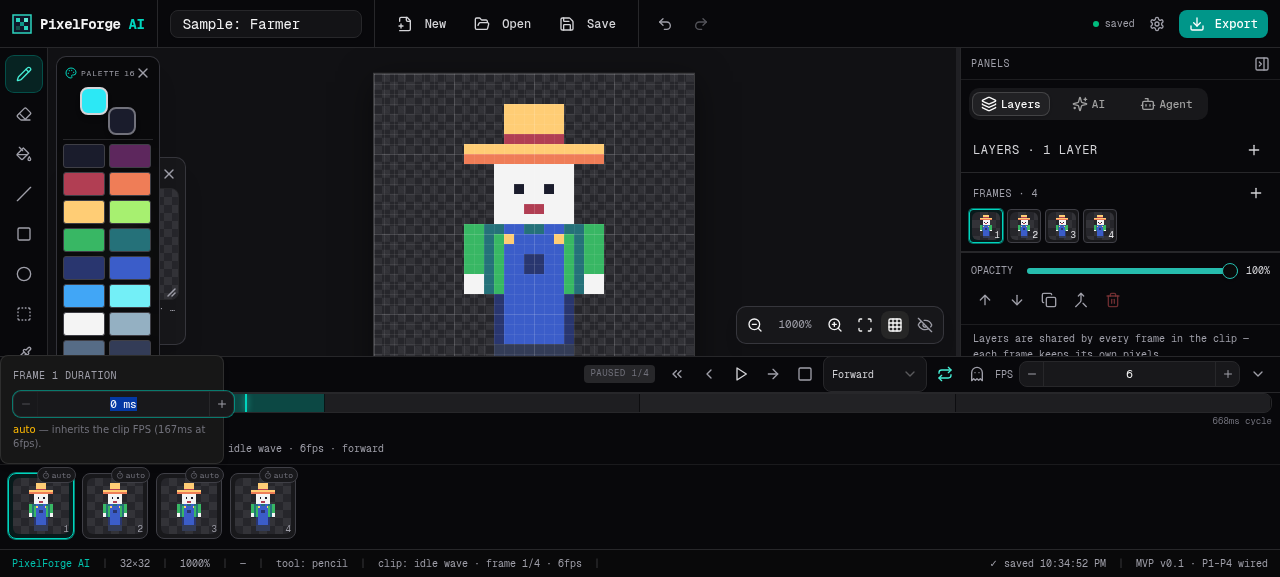 PixelForge AI
Sample: Farmer
New
Open
Save
saved
Export
PALETTE 16
PANELS
Layers
AI
Agent
LAYERS · 1 LAYER
FRAMES · 4
1
2
3
4
OPACITY
100%
Layers are shared by every frame in the clip —
each frame keeps its own pixels
1000%
FRAME 1 DURATION
0 ms
auto — inherits the clip FPS (167ms at
6fps).
PAUSED 1/4
Forward
FPS
6
668ms cycle
idle wave · 6fps · forward
auto
auto
auto
auto
1
2
3
4
PixelForge AI
32×32
1000%
—
tool: pencil
clip: idle wave · frame 1/4 · 6fps
✓ saved 10:34:52 PM
MVP v0.1 · P1–P4 wired